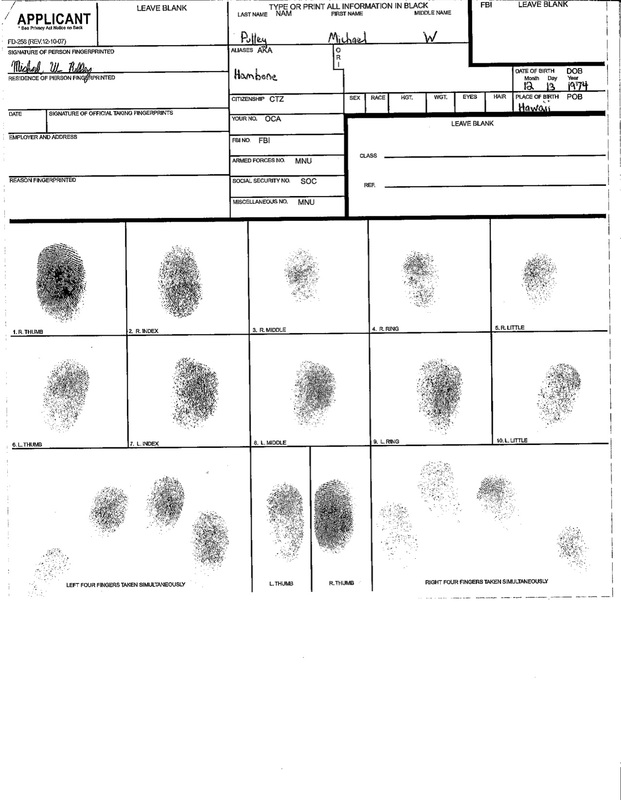 APPLICANT
* See Privacy Act Notice on Back
FD-258 (REV.12-10-07)
LEAVE BLANK
TYPE OR PRINT ALL INFORMATION IN BLACK
LAST NAME NAM FIRST NAME MIDDLE NAME
Pulley Michael W
FBI LEAVE BLANK
SIGNATURE OF PERSON FINGERPRINTED
Michael W Pulley
ALIASES AKA
Hambone
O
R
I
RESIDENCE OF PERSON FINGERPRINTED
DATE OF BIRTH DOB
Month Day Year
12 13 1974
CITIZENSHIP CTZ
SEX RACE HGT. WGT. EYES HAIR PLACE OF BIRTH POB
Hawaii
DATE SIGNATURE OF OFFICIAL TAKING FINGERPRINTS
YOUR NO. OCA
LEAVE BLANK
EMPLOYER AND ADDRESS
FBI NO. FBI
CLASS
ARMED FORCES NO. MNU
REASON FINGERPRINTED
SOCIAL SECURITY NO. SOC
REF.
MISCELLANEOUS NO. MNU
1. R. THUMB 2. R. INDEX 3. R. MIDDLE 4. R. RING 5. R. LITTLE
6. L. THUMB 7. L. INDEX 8. L. MIDDLE 9. L. RING 10. L. LITTLE
LEFT FOUR FINGERS TAKEN SIMULTANEOUSLY L. THUMB R. THUMB RIGHT FOUR FINGERS TAKEN SIMULTANEOUSLY